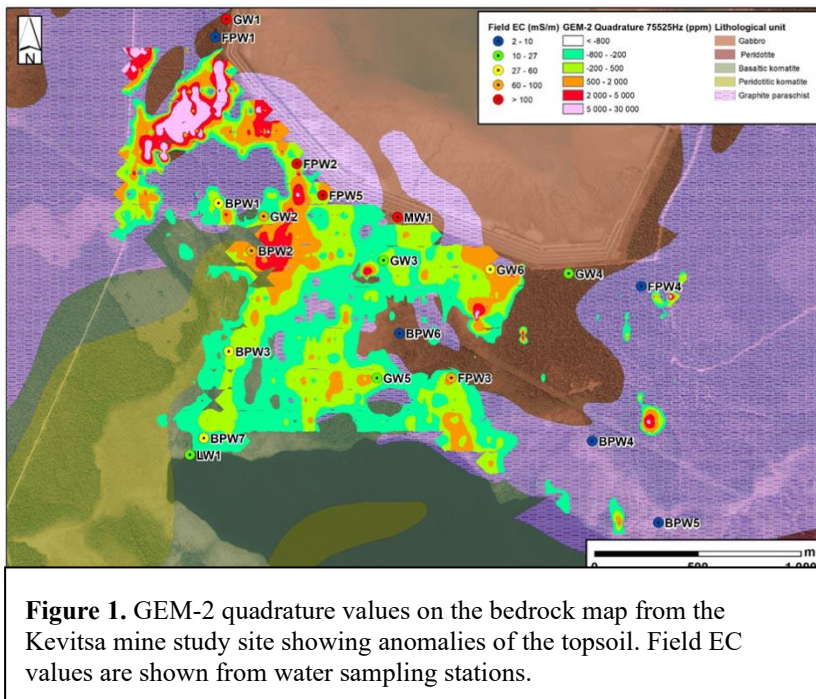 GW1
FPW1
N
Field EC (mS/m)
2 - 10
10 - 27
27 - 60
60 - 100
> 100
GEM-2 Quadrature 75525Hz (ppm)
< -800
-800 - -200
-200 - 500
500 - 2 000
2 000 - 5 000
5 000 - 30 000
Lithological unit
Gabbro
Peridotite
Basaltic komatite
Peridotitic komatite
Graphite paraschist
FPW2
FPW5
BPW1
GW2
MW1
BPW2
GW3
GW6
GW4
FPW4
BPW6
BPW3
GW5
FPW3
BPW7
LW1
BPW4
BPW5
m
0 500 1 000
Figure 1. GEM-2 quadrature values on the bedrock map from the
Kevitsa mine study site showing anomalies of the topsoil. Field EC
values are shown from water sampling stations.